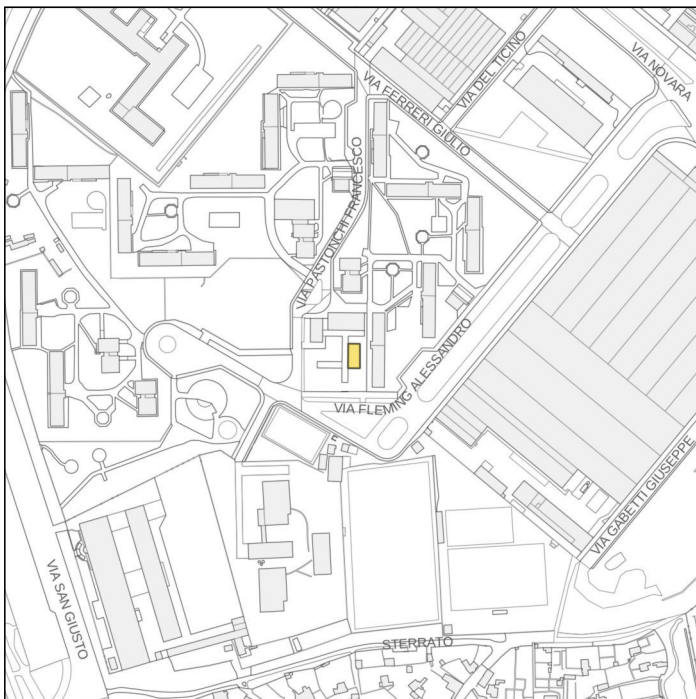 VIA NOVARA
VIA DEL TICINO
VIA FERRERI GIULIO
VIA PASTONCHI FRANCESCO
VIA FLEMING ALESSANDRO
VIA GABETTI GIUSEPPE
VIA SAN GIUSTO
STERRATO